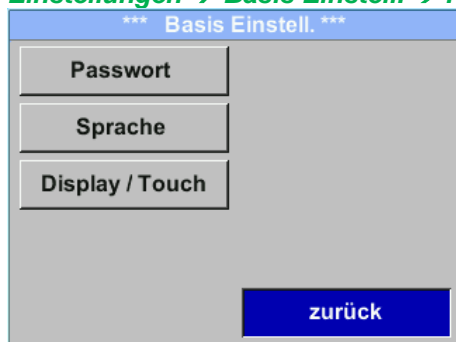 *** Basis Einstell. ***
Passwort
Sprache
Display / Touch
zurück